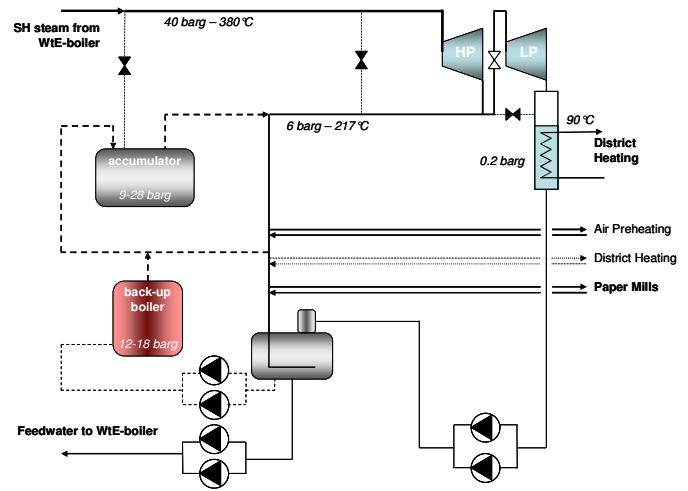 40 barg – 380°C
SH steam from
WtE-boiler
HP
LP
6 barg – 217°C
90°C
District
Heating
0.2 barg
accumulator
9-28 barg
Air Preheating
District Heating
Paper Mills
back-up
boiler
12-18 barg
Feedwater to WtE-boiler